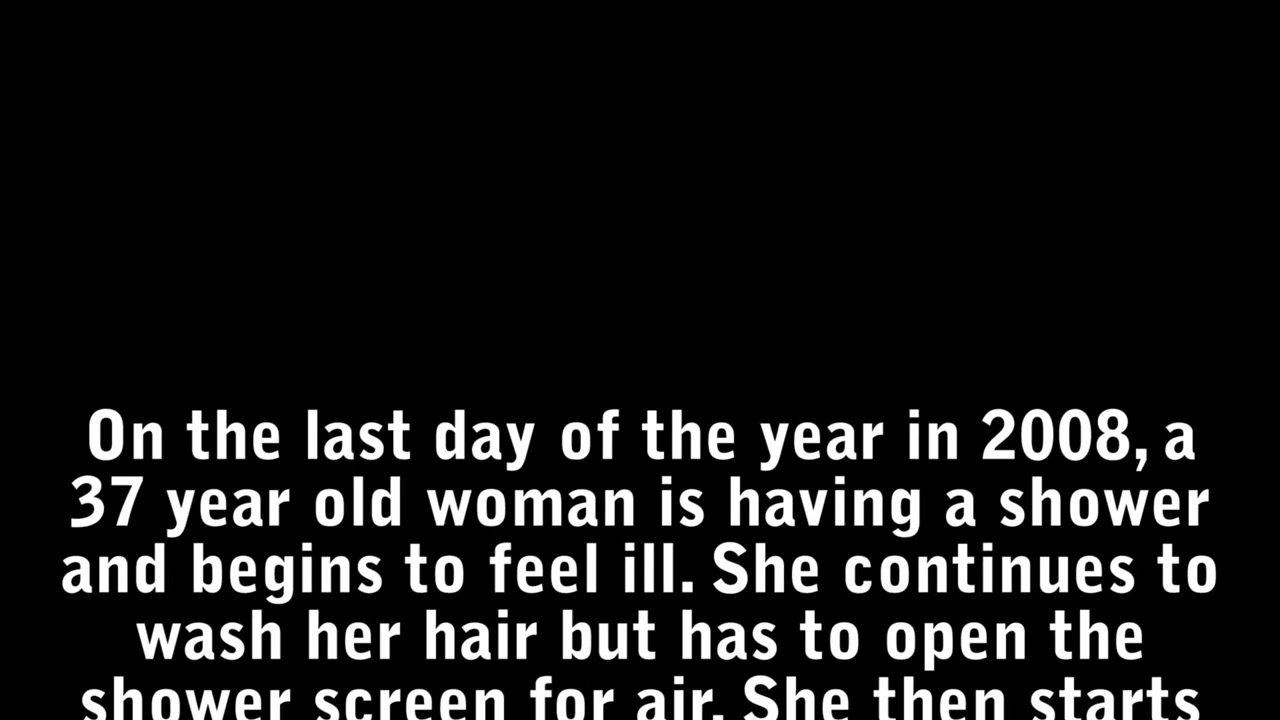 On the last day of the year in 2008, a
37 year old woman is having a shower
and begins to feel ill. She continues to
wash her hair but has to open the
shower screen for air. She then starts